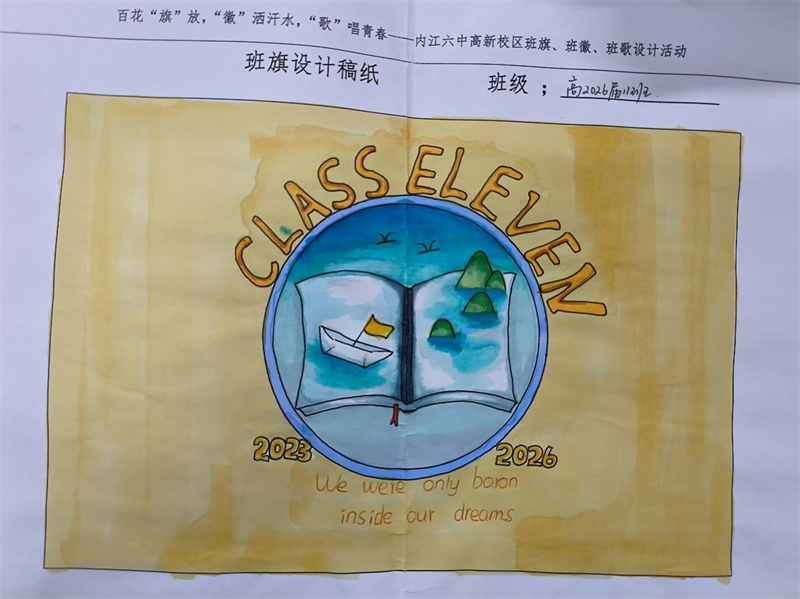 百花“旗”放，“徽”洒汗水，“歌”唱青春——内江六中高新校区班旗、班徽、班歌设计活动
班旗设计稿纸
班级：高2026届11班
CLASS ELEVEN
2023
2026
We were only boron
inside our dreams